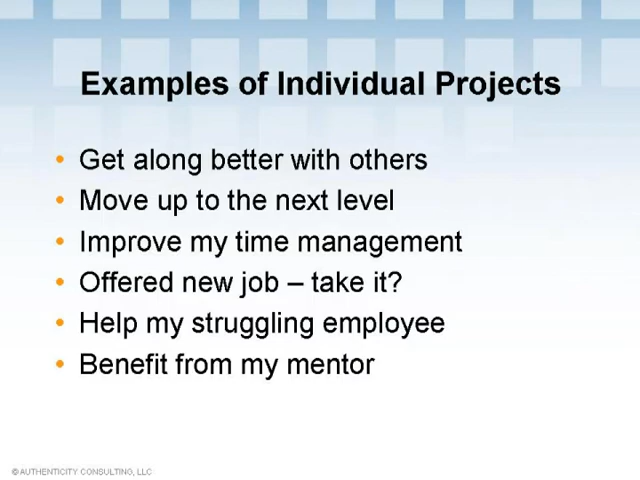 Examples of Individual Projects
• Get along better with others
• Move up to the next level
• Improve my time management
• Offered new job – take it?
• Help my struggling employee
• Benefit from my mentor
© AUTHENTICITY CONSULTING, LLC